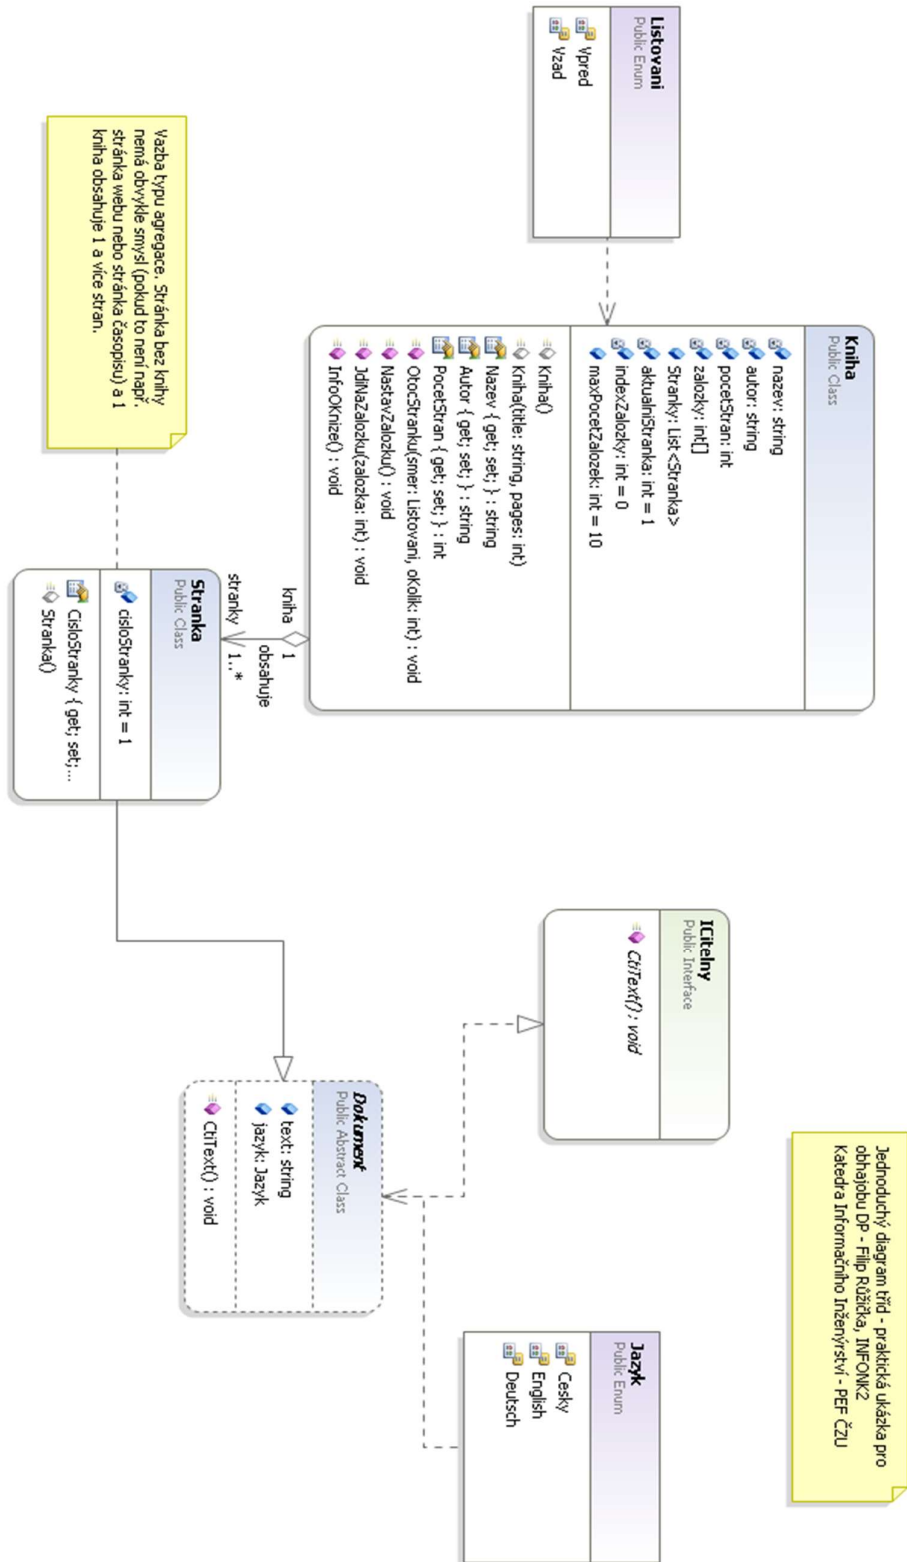 Jednoduchý diagram tříd - praktická ukázka pro
obhajobu DP - Filip Růžička, INFONK2
Katedra Informačního Inženýrství - PEF ČZU
Listovani
Public Enum
Vpred
Vzad
Kniha
Public Class
nazev: string
autor: string
pocetStran: int
zalozky: int[]
Stranky: List <Stranka>
aktualniStranka: int = 1
indexZalozky: int = 0
maxPocetZalozek: int = 10
Kniha()
Kniha(title: string, pages: int)
Nazev { get; set; } : string
Autor { get; set; } : string
PocetStran { get; set; } : int
OtocStranku(smer: Listovani, oKolik: int) : void
NastavZalozku() : void
JdiNaZalozku(zalozka: int) : void
InfoOKnize() : void
ICitelny
Public Interface
CtiText() : void
Jazyk
Public Enum
Cesky
English
Deutsch
kniha
1
obsahuje
stranky
1..*
Vazba typu agregace. Stránka bez knihy
nemá obvykle smysl (pokud to není např.
stránka webu nebo stránka časopisu) a 1
kniha obsahuje 1 a více stran.
Stranka
Public Class
cisloStranky: int = 1
CisloStranky { get; set;...
Stranka()
Dokument
Public Abstract Class
text: string
jazyk: Jazyk
CtiText() : void